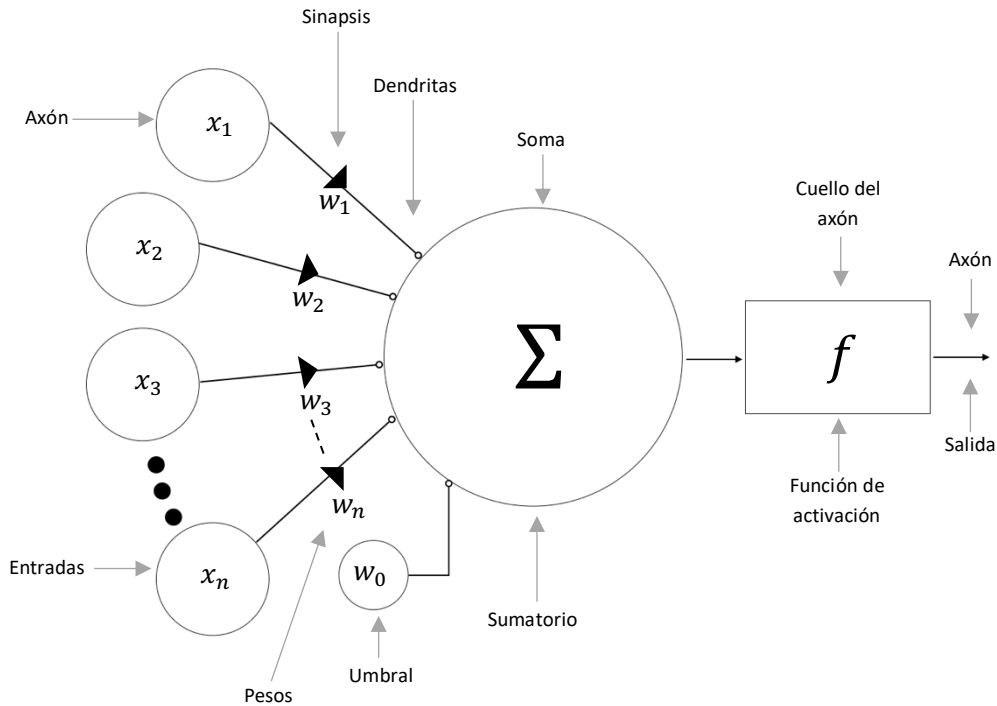 Sinapsis
Dendritas
Axón
x₁
Soma
w₁
Cuello del
axón
x₂
w₂
Axón
Σ
f
x₃
w₃
Salida
wₙ
Función de
activación
Entradas
xₙ
w₀
Sumatorio
Umbral
Pesos